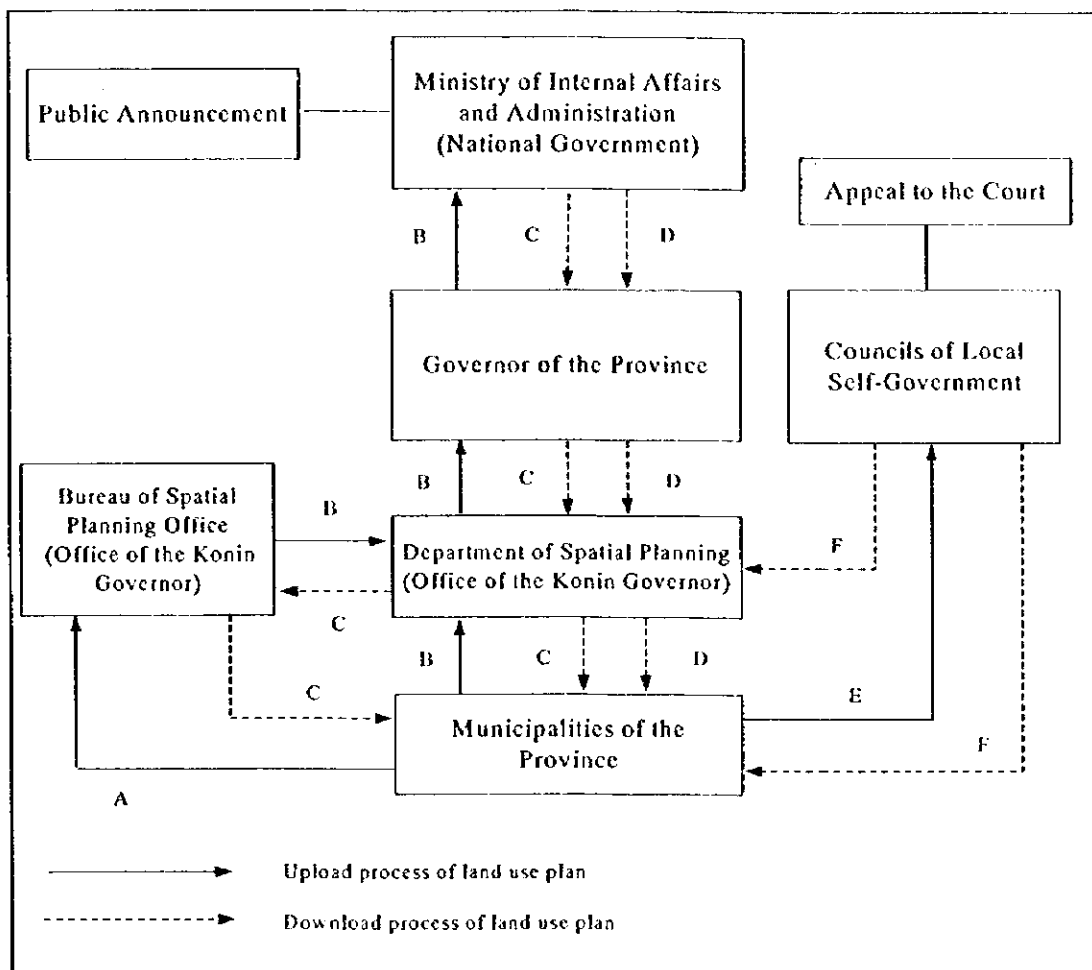 Public Announcement
Ministry of Internal Affairs
and Administration
(National Government)
Appeal to the Court
B
C
D
Governor of the Province
Councils of Local
Self-Government
B
C
D
Bureau of Spatial
Planning Office
(Office of the Konin
Governor)
B
C
Department of Spatial Planning
(Office of the Konin Governor)
F
B
C
D
C
Municipalities of the
Province
E
F
A
Upload process of land use plan
Download process of land use plan